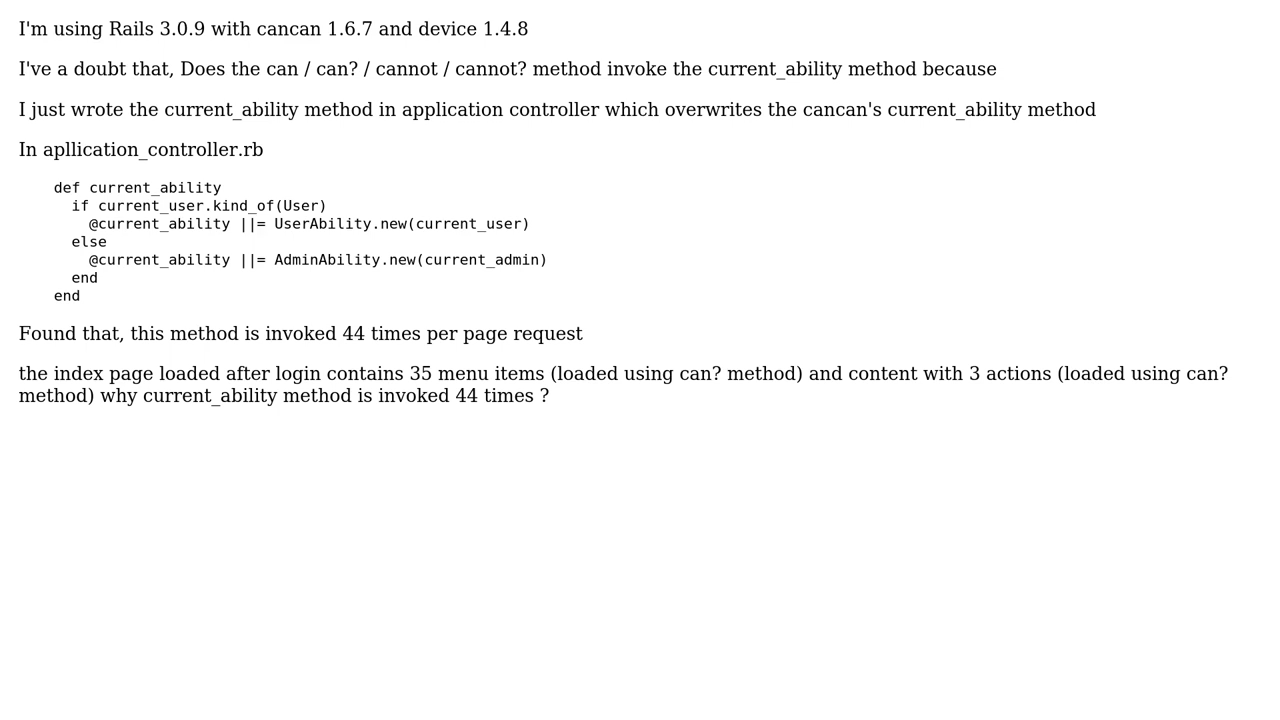 I'm using Rails 3.0.9 with cancan 1.6.7 and device 1.4.8
I've a doubt that, Does the can / can? / cannot / cannot? method invoke the current_ability method because
I just wrote the current_ability method in application controller which overwrites the cancan's current_ability method
In apllication_controller.rb
def current_ability
  if current_user.kind_of(User)
    @current_ability ||= UserAbility.new(current_user)
  else
    @current_ability ||= AdminAbility.new(current_admin)
  end
end
Found that, this method is invoked 44 times per page request
the index page loaded after login contains 35 menu items (loaded using can? method) and content with 3 actions (loaded using can?
method) why current_ability method is invoked 44 times ?